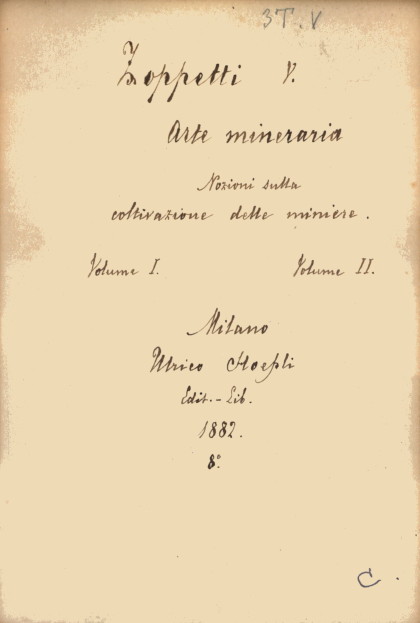 3T.V
Zoppetti V.
Arte mineraria
Nozioni sulla
coltivazione delle miniere.
Volume I. Volume II.
Milano
Ulrico Hoepli
Edit.-Lib.
1882.
8°.
C.